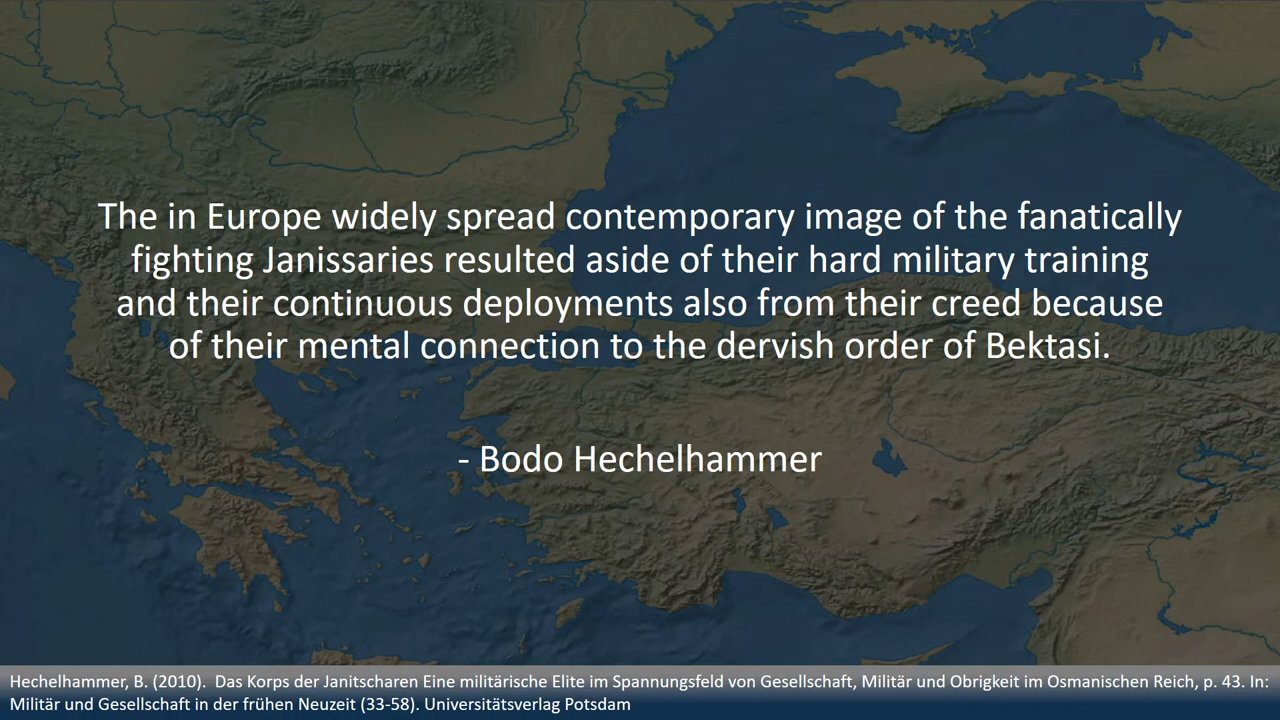 The in Europe widely spread contemporary image of the fanatically
fighting Janissaries resulted aside of their hard military training
and their continuous deployments also from their creed because
of their mental connection to the dervish order of Bektasi.
- Bodo Hechelhammer
Hechelhammer, B. (2010).  Das Korps der Janitscharen Eine militärische Elite im Spannungsfeld von Gesellschaft, Militär und Obrigkeit im Osmanischen Reich, p. 43. In:
Militär und Gesellschaft in der frühen Neuzeit (33-58). Universitätsverlag Potsdam